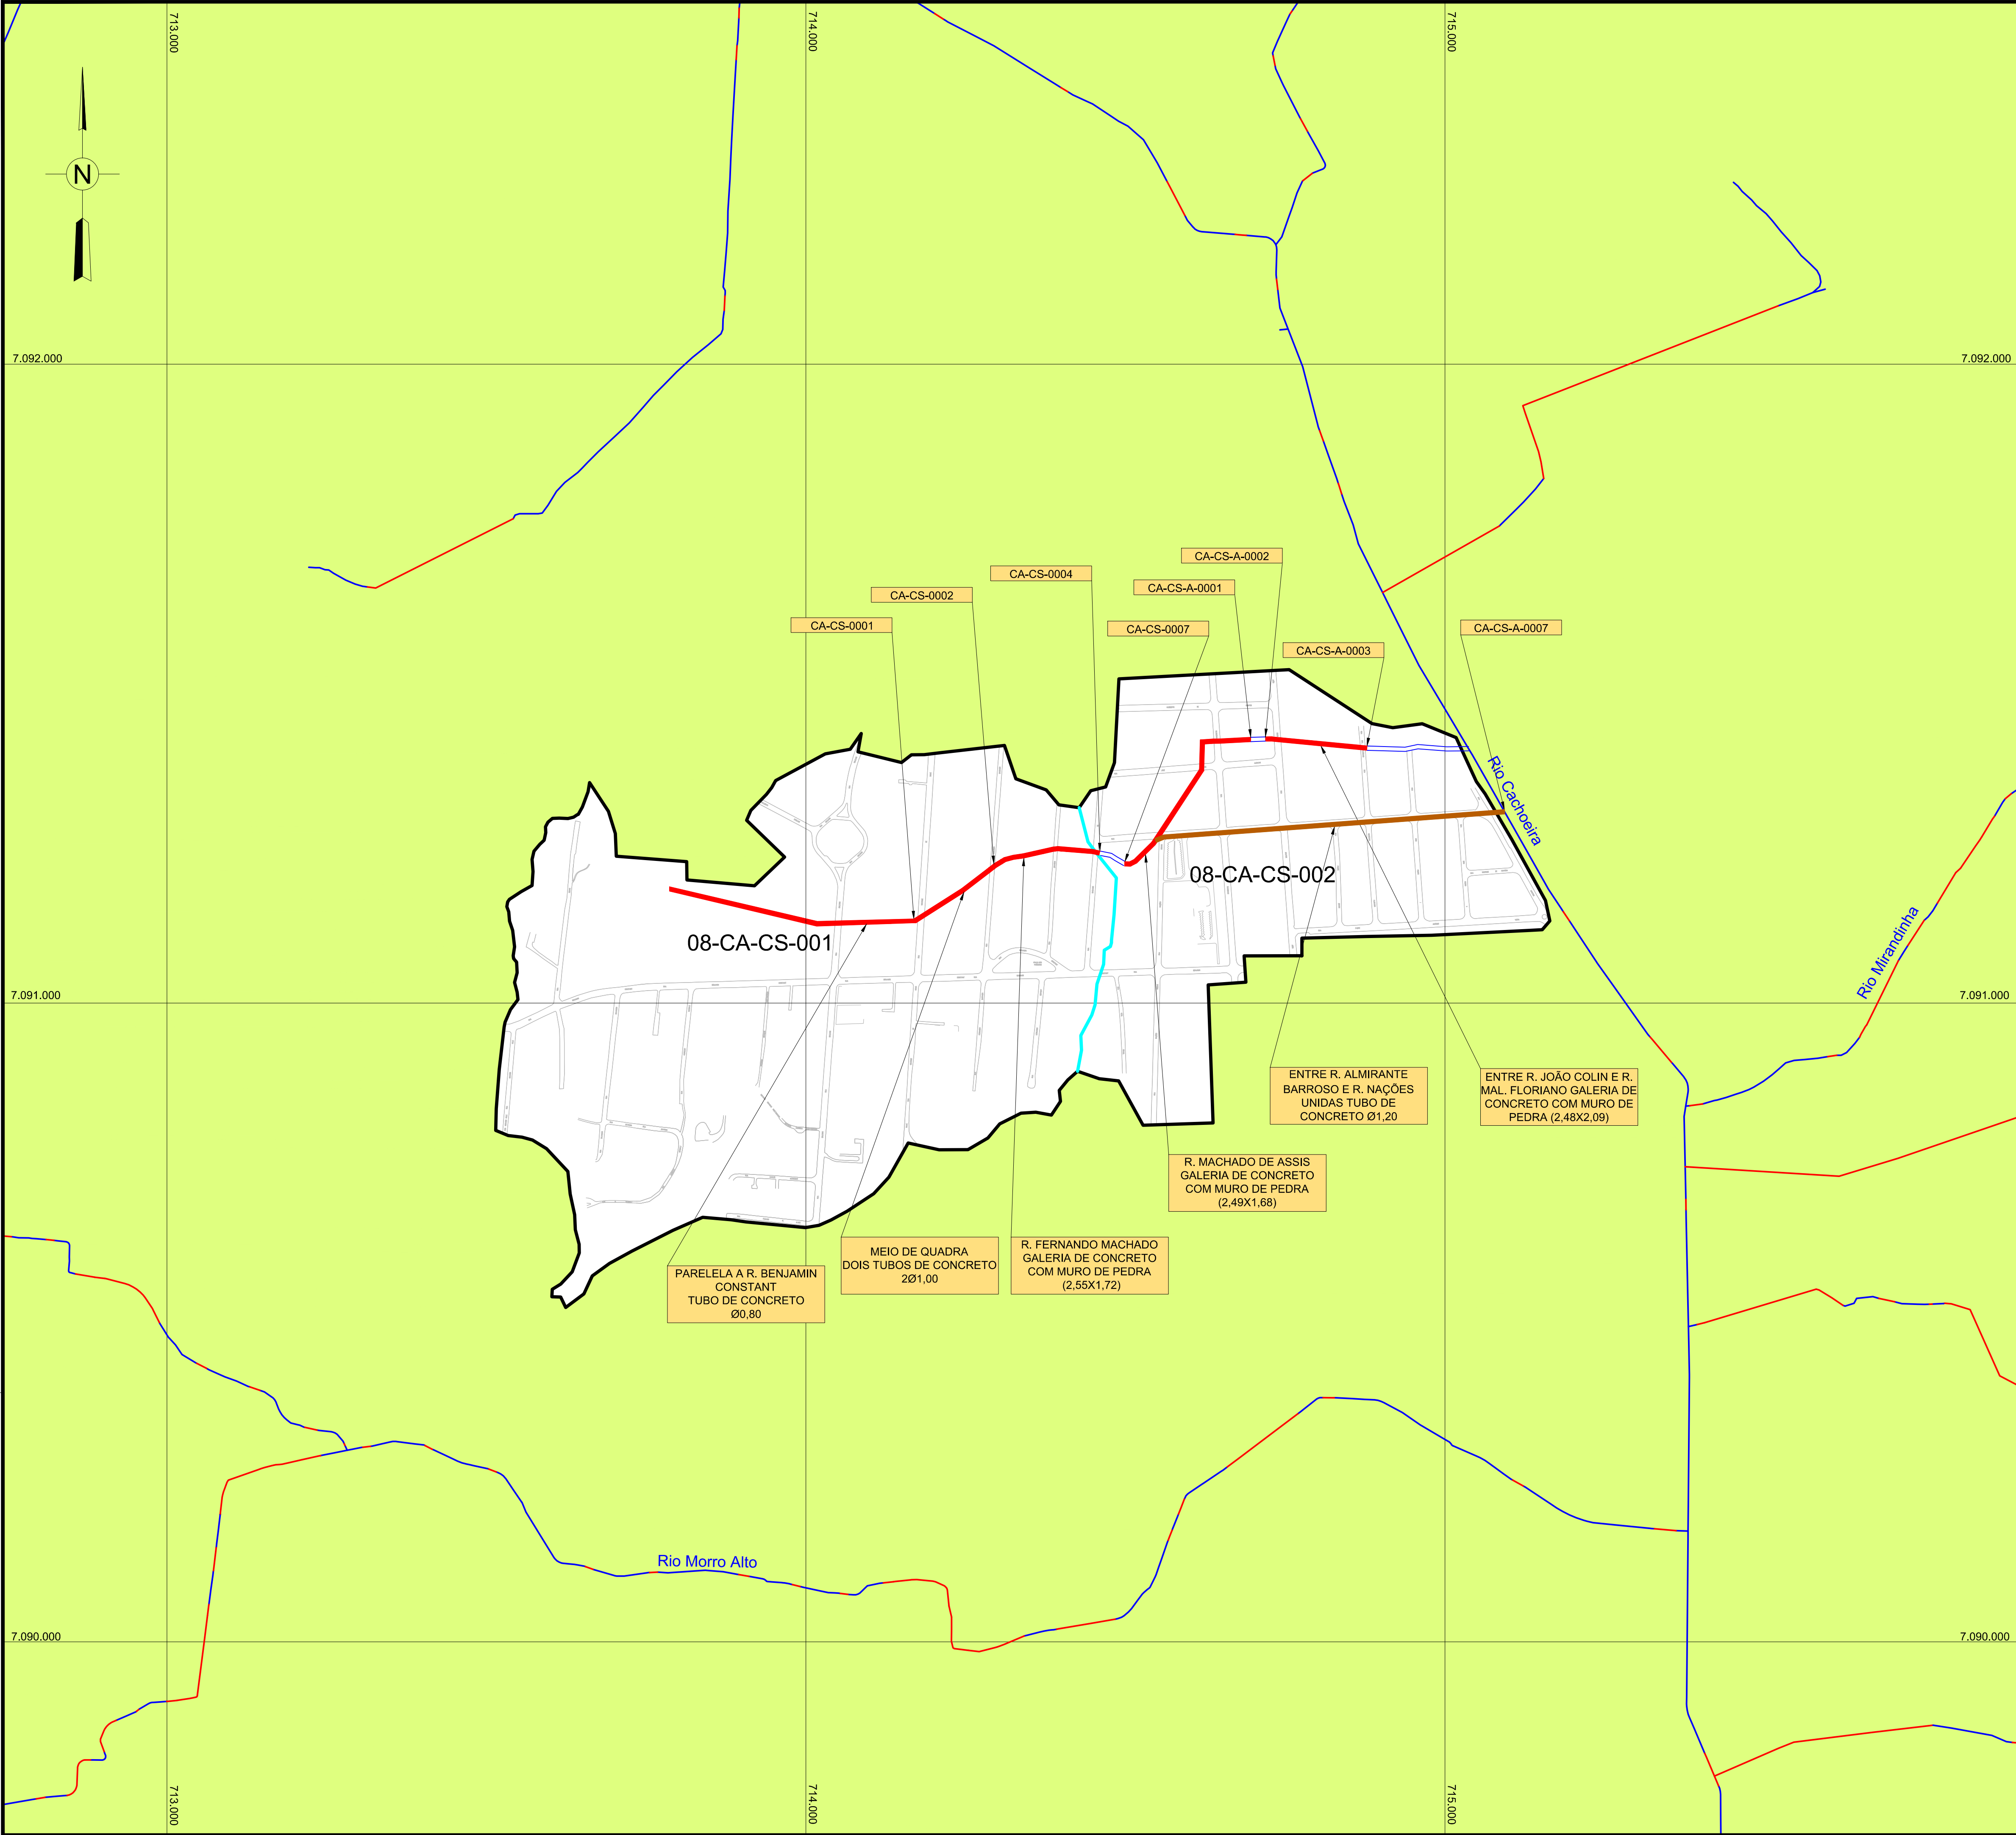 713.000
714.000
715.000
N
7.092.000
7.092.000
CA-CS-A-0002
CA-CS-0004
CA-CS-A-0001
CA-CS-0002
CA-CS-0001
CA-CS-0007
CA-CS-A-0007
CA-CS-A-0003
Rio Cachoeira
08-CA-CS-002
08-CA-CS-001
Rio Mirandinha
7.091.000
7.091.000
ENTRE R. ALMIRANTE
BARROSO E R. NAÇÕES
UNIDAS TUBO DE
CONCRETO Ø1,20
ENTRE R. JOÃO COLIN E R.
MAL. FLORIANO GALERIA DE
CONCRETO COM MURO DE
PEDRA (2,48X2,09)
R. MACHADO DE ASSIS
GALERIA DE CONCRETO
COM MURO DE PEDRA
(2,49X1,68)
R. FERNANDO MACHADO
GALERIA DE CONCRETO
COM MURO DE PEDRA
(2,55X1,72)
MEIO DE QUADRA
DOIS TUBOS DE CONCRETO
2Ø1,00
PARELELA A R. BENJAMIN
CONSTANT
TUBO DE CONCRETO
Ø0,80
Rio Morro Alto
7.090.000
7.090.000
713.000
714.000
715.000